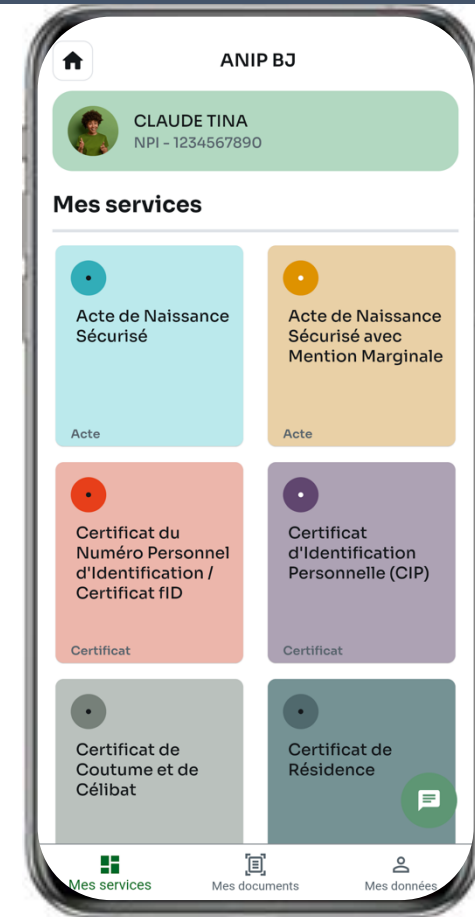 ANIP BJ
CLAUDE TINA
NPI - 1234567890
Mes services
Acte de Naissance
Sécurisé
Acte
Acte de Naissance
Sécurisé avec
Mention Marginale
Acte
Certificat du
Numéro Personnel
d'Identification /
Certificat fID
Certificat
Certificat
d'Identification
Personnelle (CIP)
Certificat
Certificat de
Coutume et de
Célibat
Certificat de
Résidence
Mes services
Mes documents
Mes données